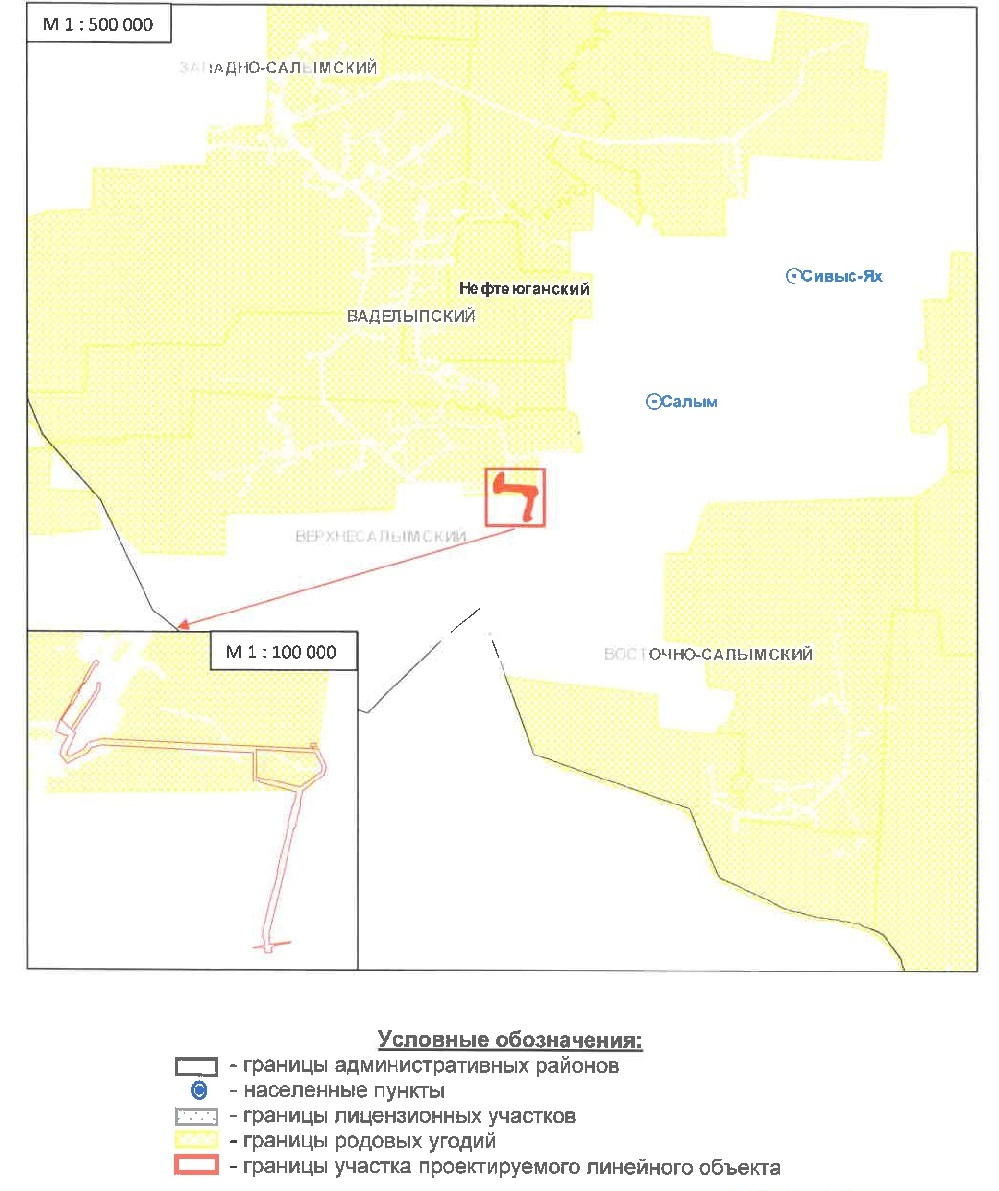 М 1 : 500 000
ЗАПАДНО-САЛЫМСКИЙ
Сивыс-Ях
Нефтеюганский
ВАДЕЛЫПСКИЙ
Салым
ВЕРХНЕСАЛЫМСКИЙ
М 1 : 100 000
ВОСТОЧНО-САЛЫМСКИЙ
Условные обозначения:
- границы административных районов
- населенные пункты
- границы лицензионных участков
- границы родовых угодий
- границы участка проектируемого линейного объекта